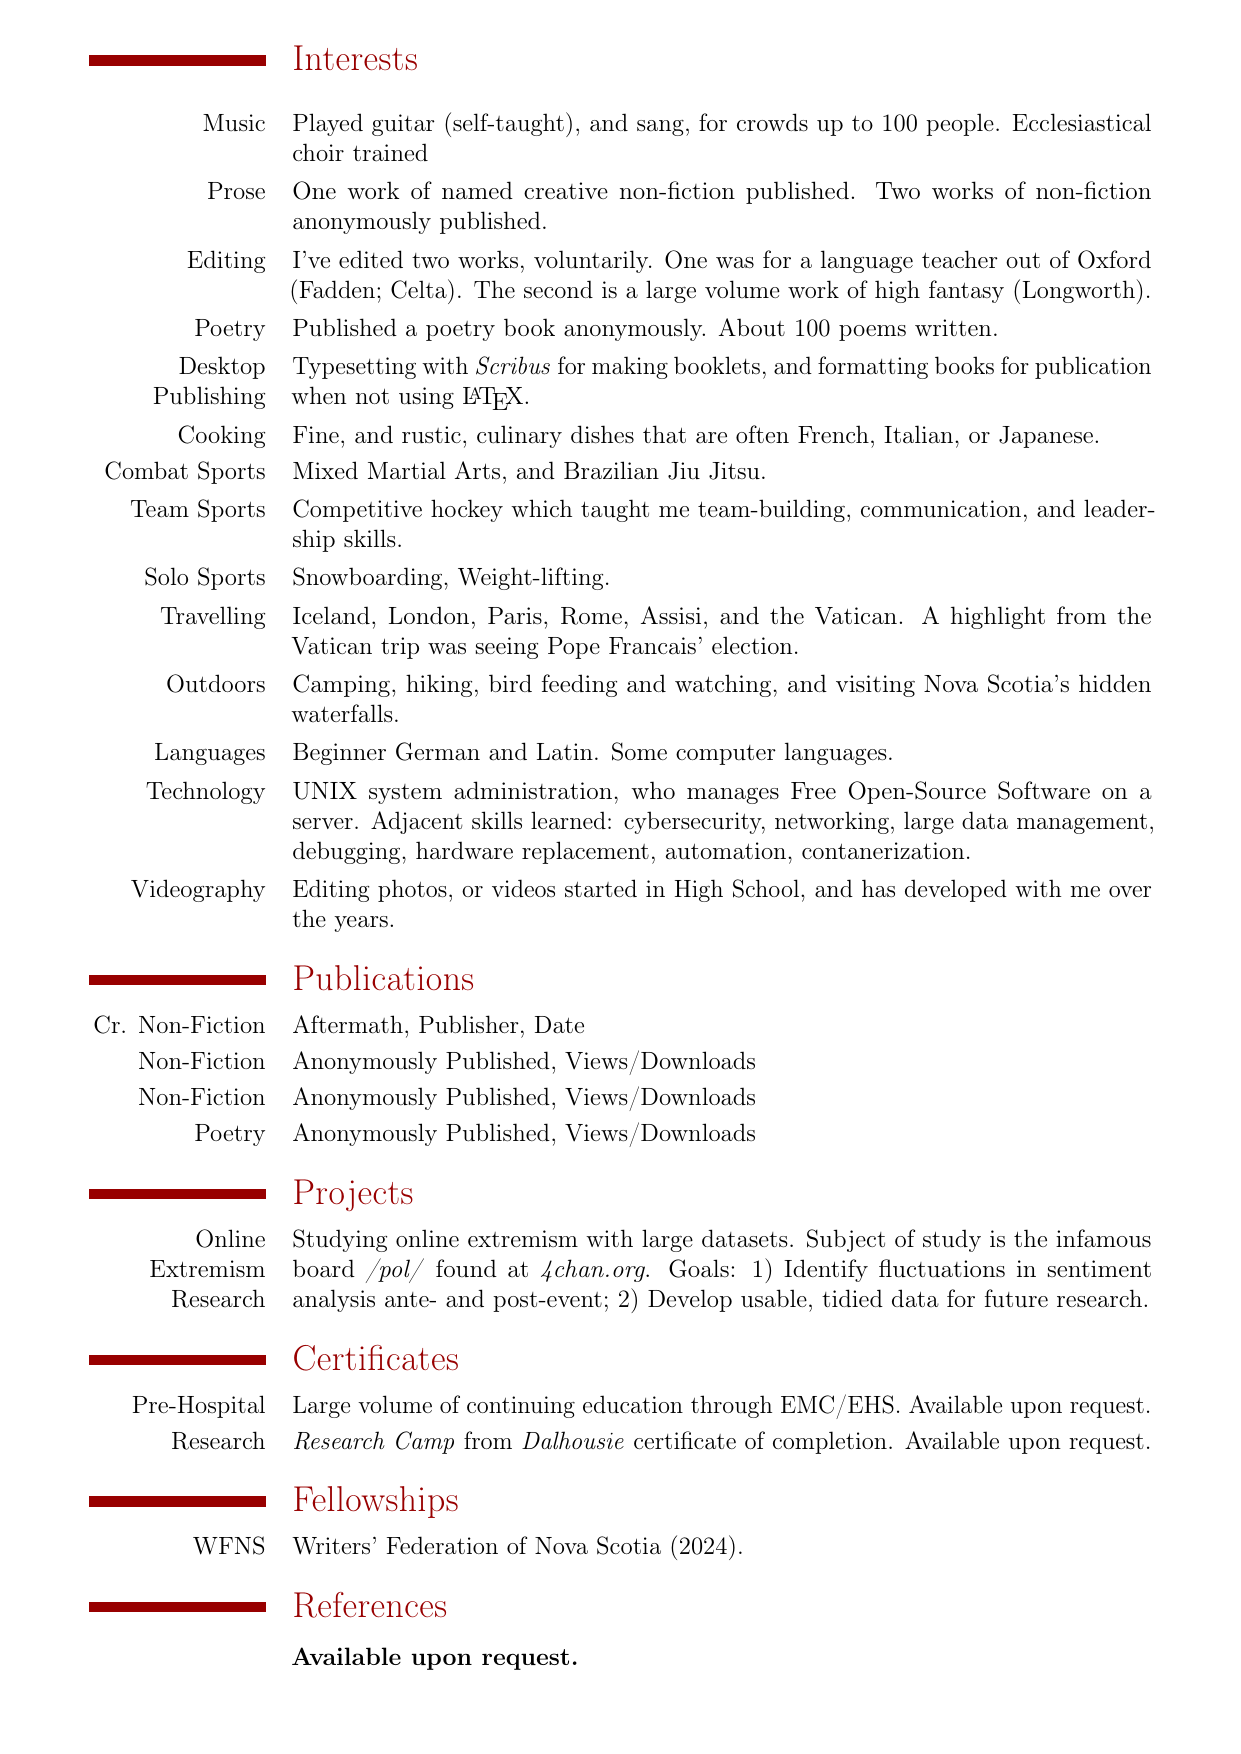 Interests
Music Played guitar (self-taught), and sang, for crowds up to 100 people. Ecclesiastical
choir trained
Prose One work of named creative non-fiction published. Two works of non-fiction
anonymously published.
Editing I've edited two works, voluntarily. One was for a language teacher out of Oxford
(Fadden; Celta). The second is a large volume work of high fantasy (Longworth).
Poetry Published a poetry book anonymously. About 100 poems written.
Desktop Typesetting with Scribus for making booklets, and formatting books for publication
Publishing when not using LATEX.
Cooking Fine, and rustic, culinary dishes that are often French, Italian, or Japanese.
Combat Sports Mixed Martial Arts, and Brazilian Jiu Jitsu.
Team Sports Competitive hockey which taught me team-building, communication, and leader-
ship skills.
Solo Sports Snowboarding, Weight-lifting.
Travelling Iceland, London, Paris, Rome, Assisi, and the Vatican. A highlight from the
Vatican trip was seeing Pope Francais' election.
Outdoors Camping, hiking, bird feeding and watching, and visiting Nova Scotia's hidden
waterfalls.
Languages Beginner German and Latin. Some computer languages.
Technology UNIX system administration, who manages Free Open-Source Software on a
server. Adjacent skills learned: cybersecurity, networking, large data management,
debugging, hardware replacement, automation, contanerization.
Videography Editing photos, or videos started in High School, and has developed with me over
the years.
Publications
Cr. Non-Fiction Aftermath, Publisher, Date
Non-Fiction Anonymously Published, Views/Downloads
Non-Fiction Anonymously Published, Views/Downloads
Poetry Anonymously Published, Views/Downloads
Projects
Online Studying online extremism with large datasets. Subject of study is the infamous
Extremism board /pol/ found at 4chan.org. Goals: 1) Identify fluctuations in sentiment
Research analysis ante- and post-event; 2) Develop usable, tidied data for future research.
Certificates
Pre-Hospital Large volume of continuing education through EMC/EHS. Available upon request.
Research Research Camp from Dalhousie certificate of completion. Available upon request.
Fellowships
WFNS Writers' Federation of Nova Scotia (2024).
References
Available upon request.